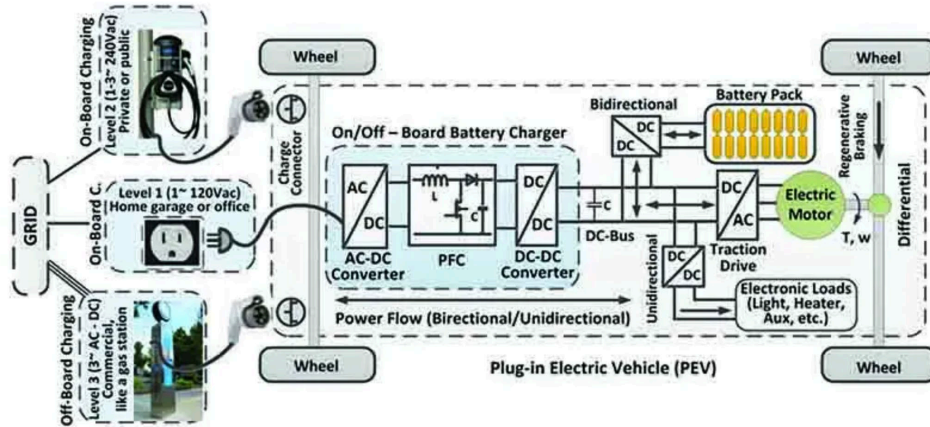 On-Board Charging
Level 2 (1-3~ 240Vac)
Private or public
GRID
On-Board C.
Level 1 (1~ 120Vac)
Home garage or office
Off-Board Charging
Level 3 (3~ AC - DC)
Commercial,
like a gas station
Wheel
Wheel
Charge
Connector
On/Off – Board Battery Charger
AC
DC
L
C
DC
DC
AC-DC
Converter
PFC
DC-DC
Converter
Power Flow (Birectional/Unidirectional)
C
DC-Bus
Bidirectional
DC
DC
Battery Pack
DC
AC
Traction
Drive
Electric
Motor
T, w
Regenerative
Braking
Differential
Unidirectional
DC
DC
Electronic Loads
(Light, Heater,
Aux, etc.)
Wheel
Wheel
Plug-in Electric Vehicle (PEV)